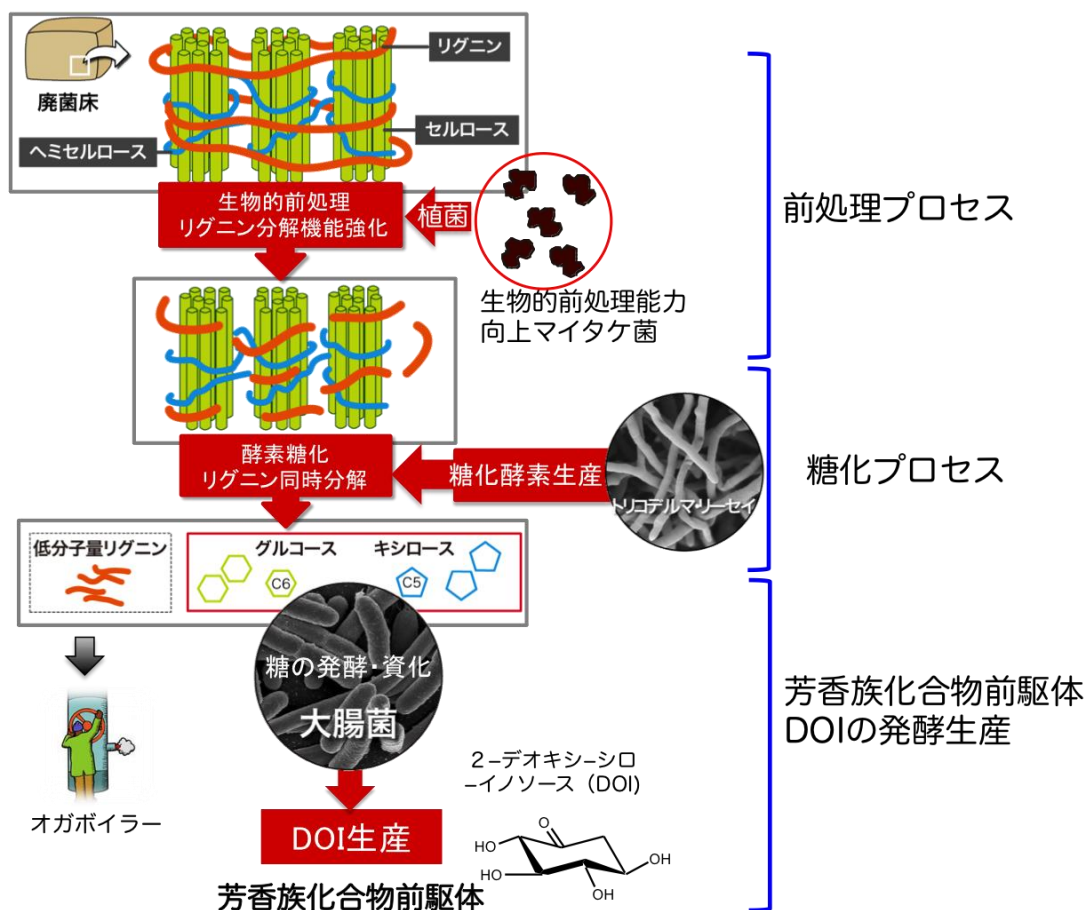 廃菌床
リグニン
セルロース
ヘミセルロース
生物的前処理
リグニン分解機能強化
植菌
生物的前処理能力
向上マイタケ菌
前処理プロセス
酵素糖化
リグニン同時分解
糖化酵素生産
トリコデルマ・リーセイ
糖化プロセス
低分子量リグニン
グルコース
キシロース
C6
C5
糖の発酵・資化
大腸菌
オガボイラー
芳香族化合物前駆体
DOIの発酵生産
2−デオキシ−シロ
−イノソース（DOI)
DOI生産
芳香族化合物前駆体
O
HO
HO
OH
OH